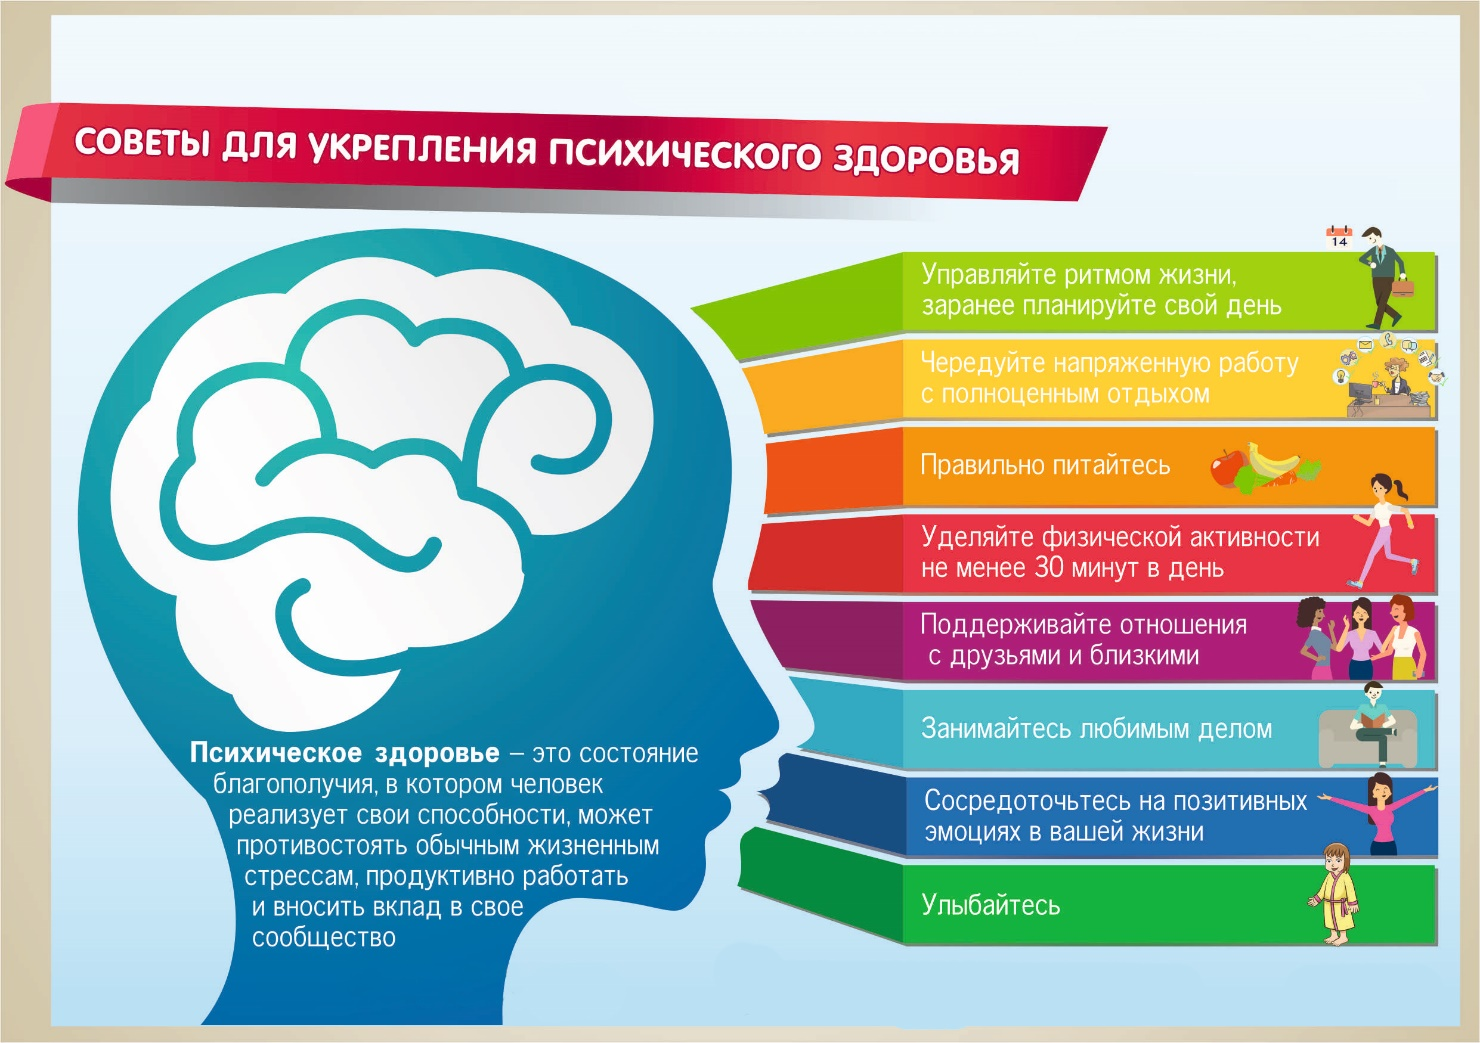 СОВЕТЫ ДЛЯ УКРЕПЛЕНИЯ ПСИХИЧЕСКОГО ЗДОРОВЬЯ
14
Управляйте ритмом жизни,
заранее планируйте свой день
Чередуйте напряженную работу
с полноценным отдыхом
Правильно питайтесь
Уделяйте физической активности
не менее 30 минут в день
Поддерживайте отношения
с друзьями и близкими
Занимайтесь любимым делом
Сосредоточьтесь на позитивных
эмоциях в вашей жизни
Улыбайтесь
Психическое здоровье – это состояние
благополучия, в котором человек
реализует свои способности, может
противостоять обычным жизненным
стрессам, продуктивно работать
и вносить вклад в свое
сообщество